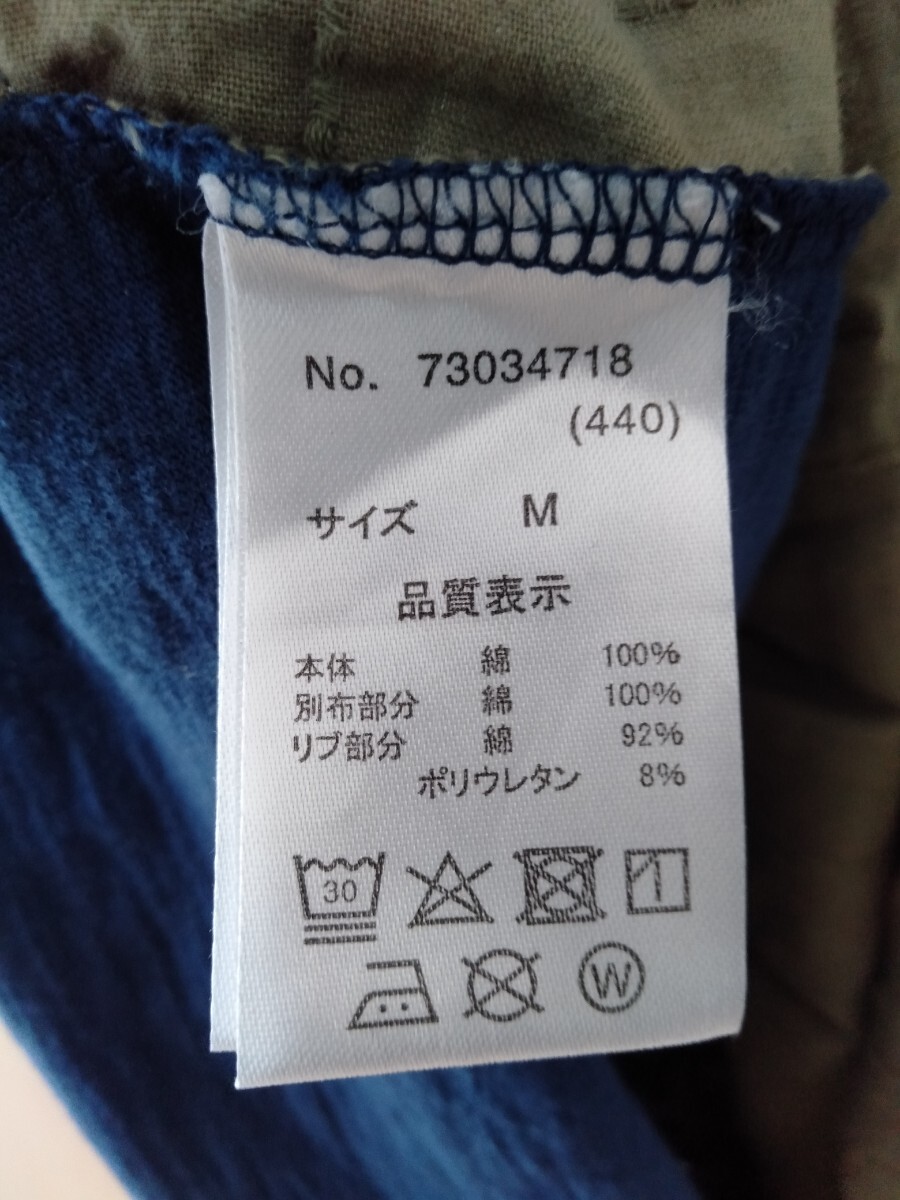 No. 73034718
(440)
サイズ M
品質表示
本体 綿 100%
別布部分 綿 100%
リブ部分 綿 92%
ポリウレタン 8%
30
W